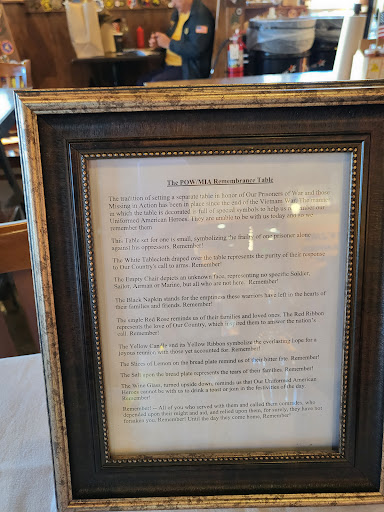 The POW/MIA Remembrance Table
The tradition of setting a separate table in honor of Our Prisoners of War and those
Missing in Action has been in place since the end of the Vietnam War. The manner
in which the table is decorated is full of special symbols to help us remember our
Uniformed American Heroes. They are unable to be with us today and so we
remember them.
This Table set for one is small, symbolizing the frailty of one prisoner alone
against his oppressors. Remember!
The White Tablecloth draped over the table represents the purity of their response
to Our Country's call to arms. Remember!
The Empty Chair depicts an unknown face, representing no specific Soldier,
Sailor, Airman or Marine, but all who are not here. Remember!
The Black Napkin stands for the emptiness these warriors have left in the hearts of
their families and friends. Remember!
The single Red Rose reminds us of their families and loved ones. The Red Ribbon
represents the love of Our Country, which inspired them to answer the nation's
call. Remember!
The Yellow Candle and its Yellow Ribbon symbolize the everlasting hope for a
joyous reunion with those yet accounted for. Remember!
The Slices of Lemon on the bread plate remind us of their bitter fate. Remember!
The Salt upon the bread plate represents the tears of their families. Remember!
The Wine Glass, turned upside down, reminds us that Our Uniformed American
Heroes cannot be with us to drink a toast or join in the festivities of the day.
Remember!
Remember! -- All of you who served with them and called them comrades, who
depended upon their might and aid, and relied upon them, for surely, they have not
forsaken you. Remember! Until the day they come home, Remember!